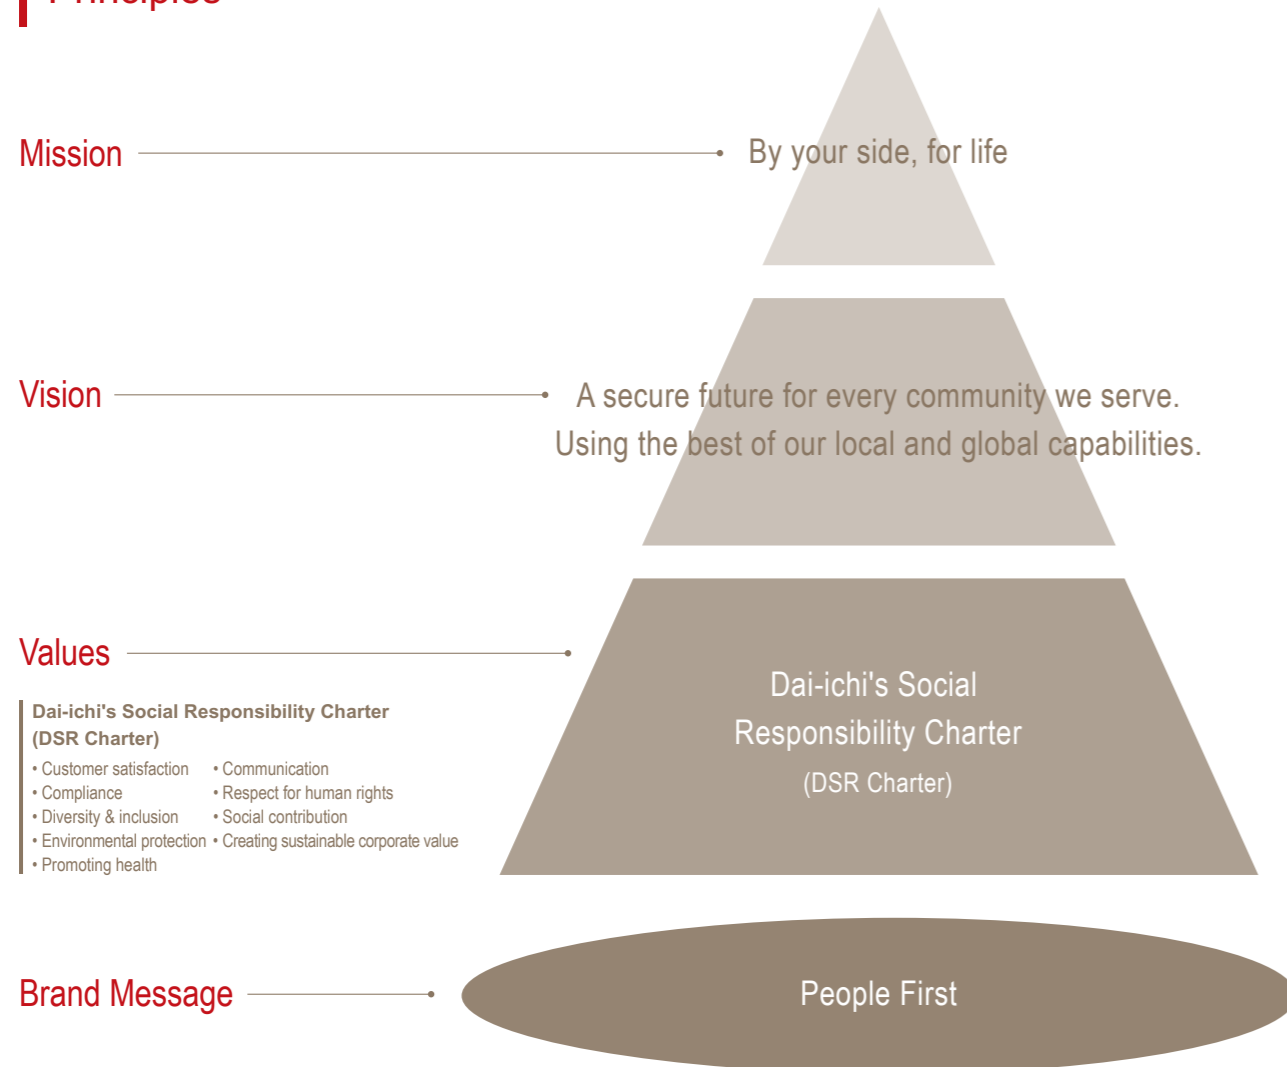 Principles
Mission
By your side, for life
Vision
A secure future for every community we serve.
Using the best of our local and global capabilities.
Values
Dai-ichi's Social Responsibility Charter
(DSR Charter)
• Customer satisfaction
• Compliance
• Diversity & inclusion
• Environmental protection
• Promoting health
• Communication
• Respect for human rights
• Social contribution
• Creating sustainable corporate value
Dai-ichi's Social
Responsibility Charter
(DSR Charter)
Brand Message
People First